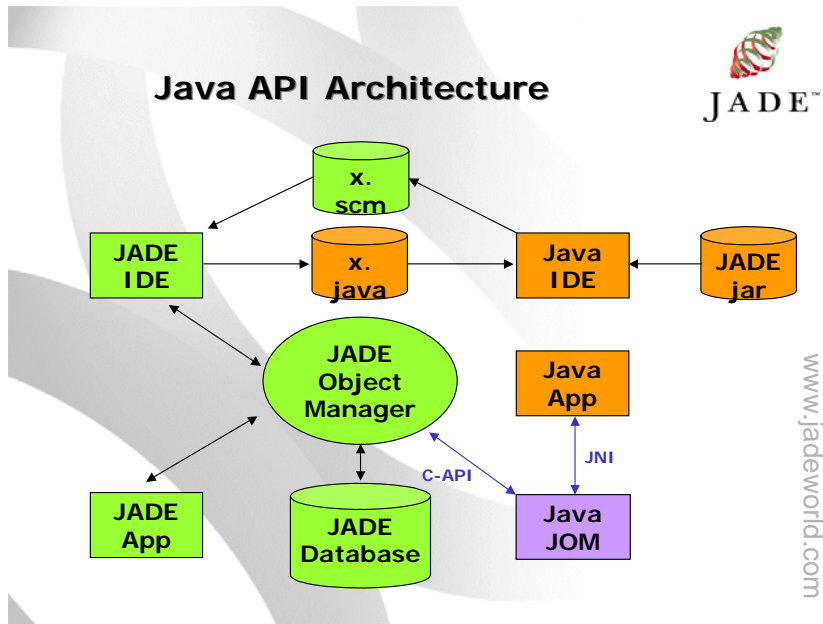 Java API Architecture
JADE™
x.
scm
JADE
IDE
x.
java
Java
IDE
JADE
jar
JADE
Object
Manager
Java
App
C-API
JNI
JADE
App
JADE
Database
Java
JOM
www.jadeworld.com